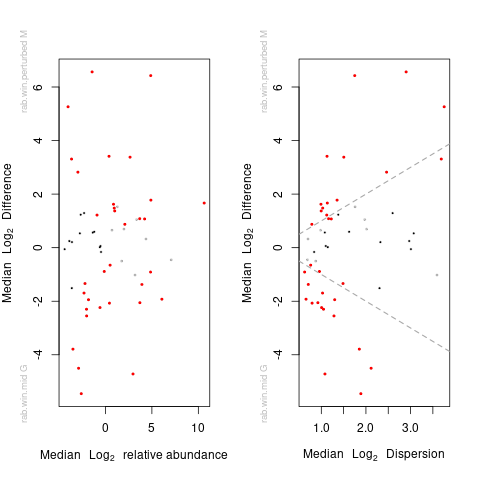 rab.win.perturbed M
rab.win.mid G
Median Log2 Difference
6
4
2
0
-2
-4
0
5
10
Median Log2 relative abundance
rab.win.perturbed M
rab.win.mid G
Median Log2 Difference
6
4
2
0
-2
-4
1.0
2.0
3.0
Median Log2 Dispersion